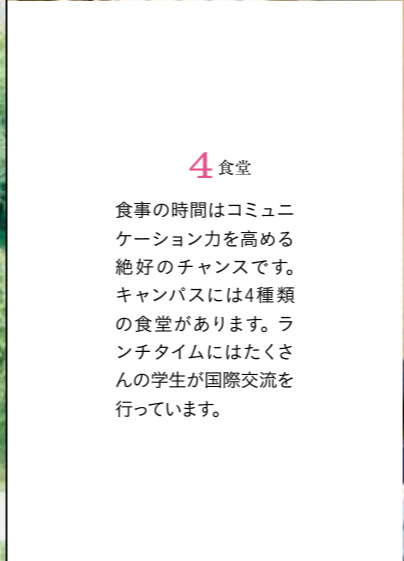 4 食堂
食事の時間はコミュニ
ケーション力を高める
絶好のチャンスです。
キャンパスには4種類
の食堂があります。ラ
ンチタイムにはたくさ
んの学生が国際交流を
行っています。